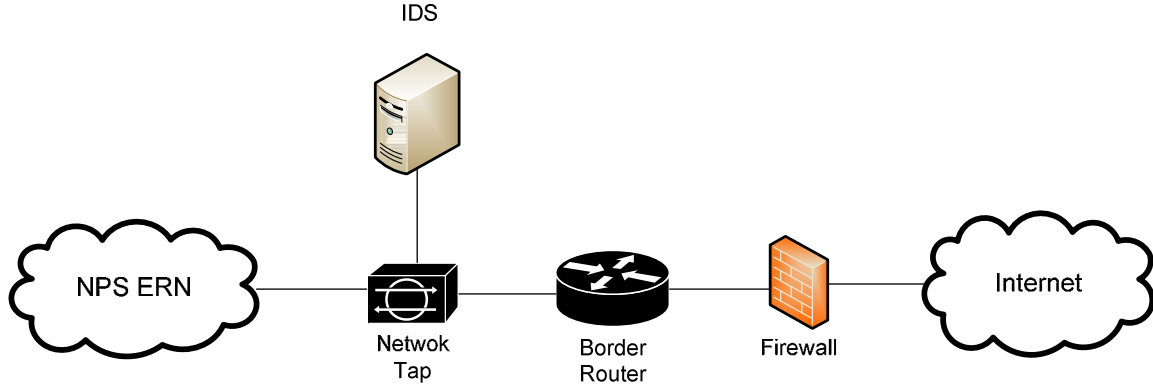 IDS
NPS ERN
Internet
Netwok
Tap
Border
Router
Firewall